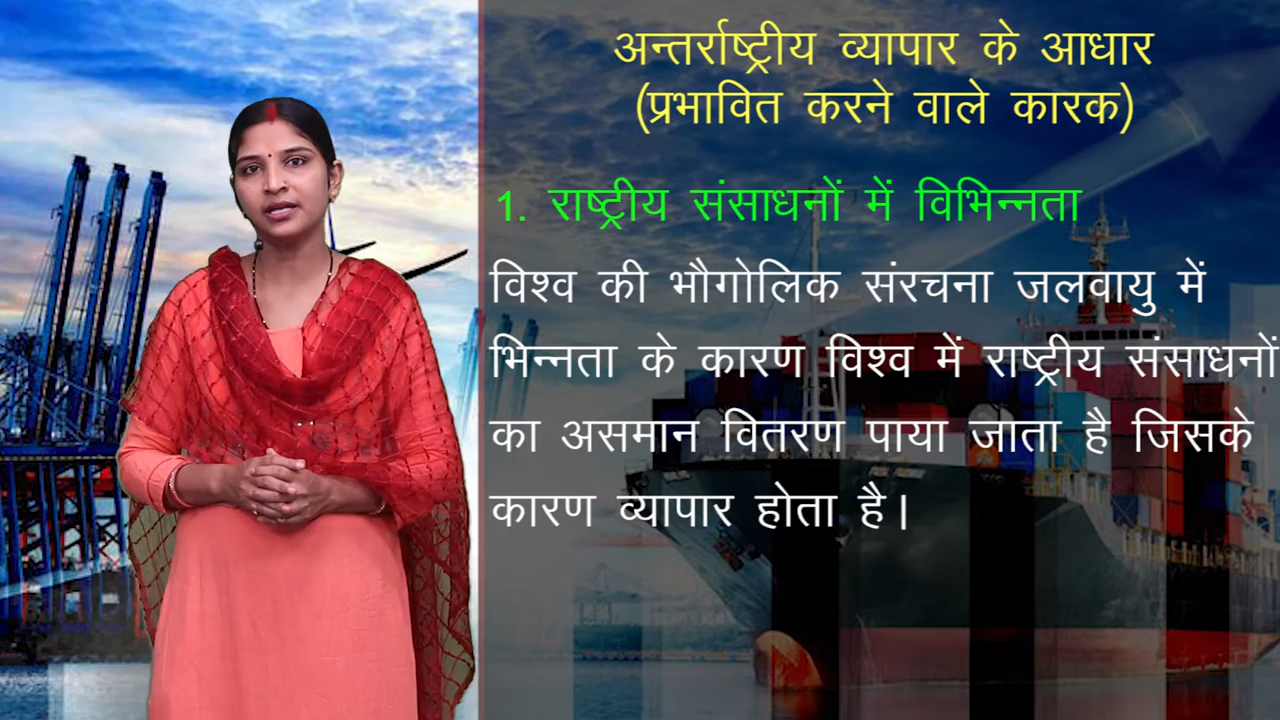 अन्तर्राष्ट्रीय व्यापार के आधार
(प्रभावित करने वाले कारक)
1. राष्ट्रीय संसाधनों में विभिन्नता
विश्व की भौगोलिक संरचना जलवायु में
भिन्नता के कारण विश्व में राष्ट्रीय संसाधनों
का असमान वितरण पाया जाता है जिसके
कारण व्यापार होता है।